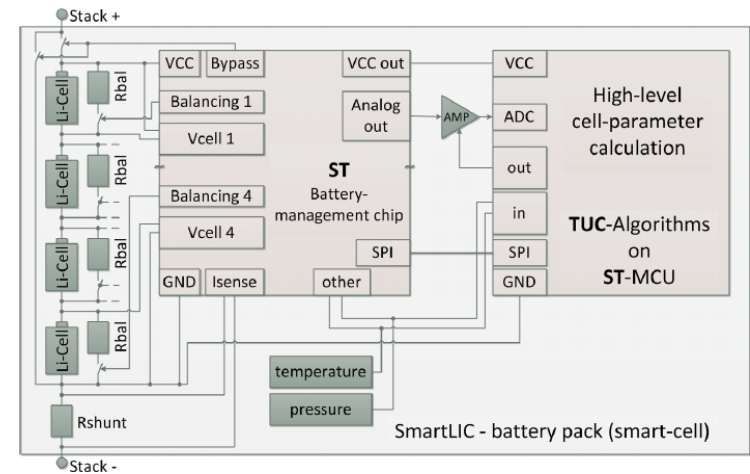 Stack +
VCC
Bypass
VCC out
VCC
Li-Cell
Rbal
Balancing 1
Analog
out
AMP
ADC
High-level
cell-parameter
calculation
Vcell 1
ST
Battery-
management chip
out
Li-Cell
Rbal
Balancing 4
in
TUC-Algorithms
on
ST-MCU
Vcell 4
Li-Cell
Rbal
SPI
SPI
GND
Isense
other
GND
Li-Cell
Rbal
temperature
pressure
Rshunt
SmartLIC - battery pack (smart-cell)
Stack -